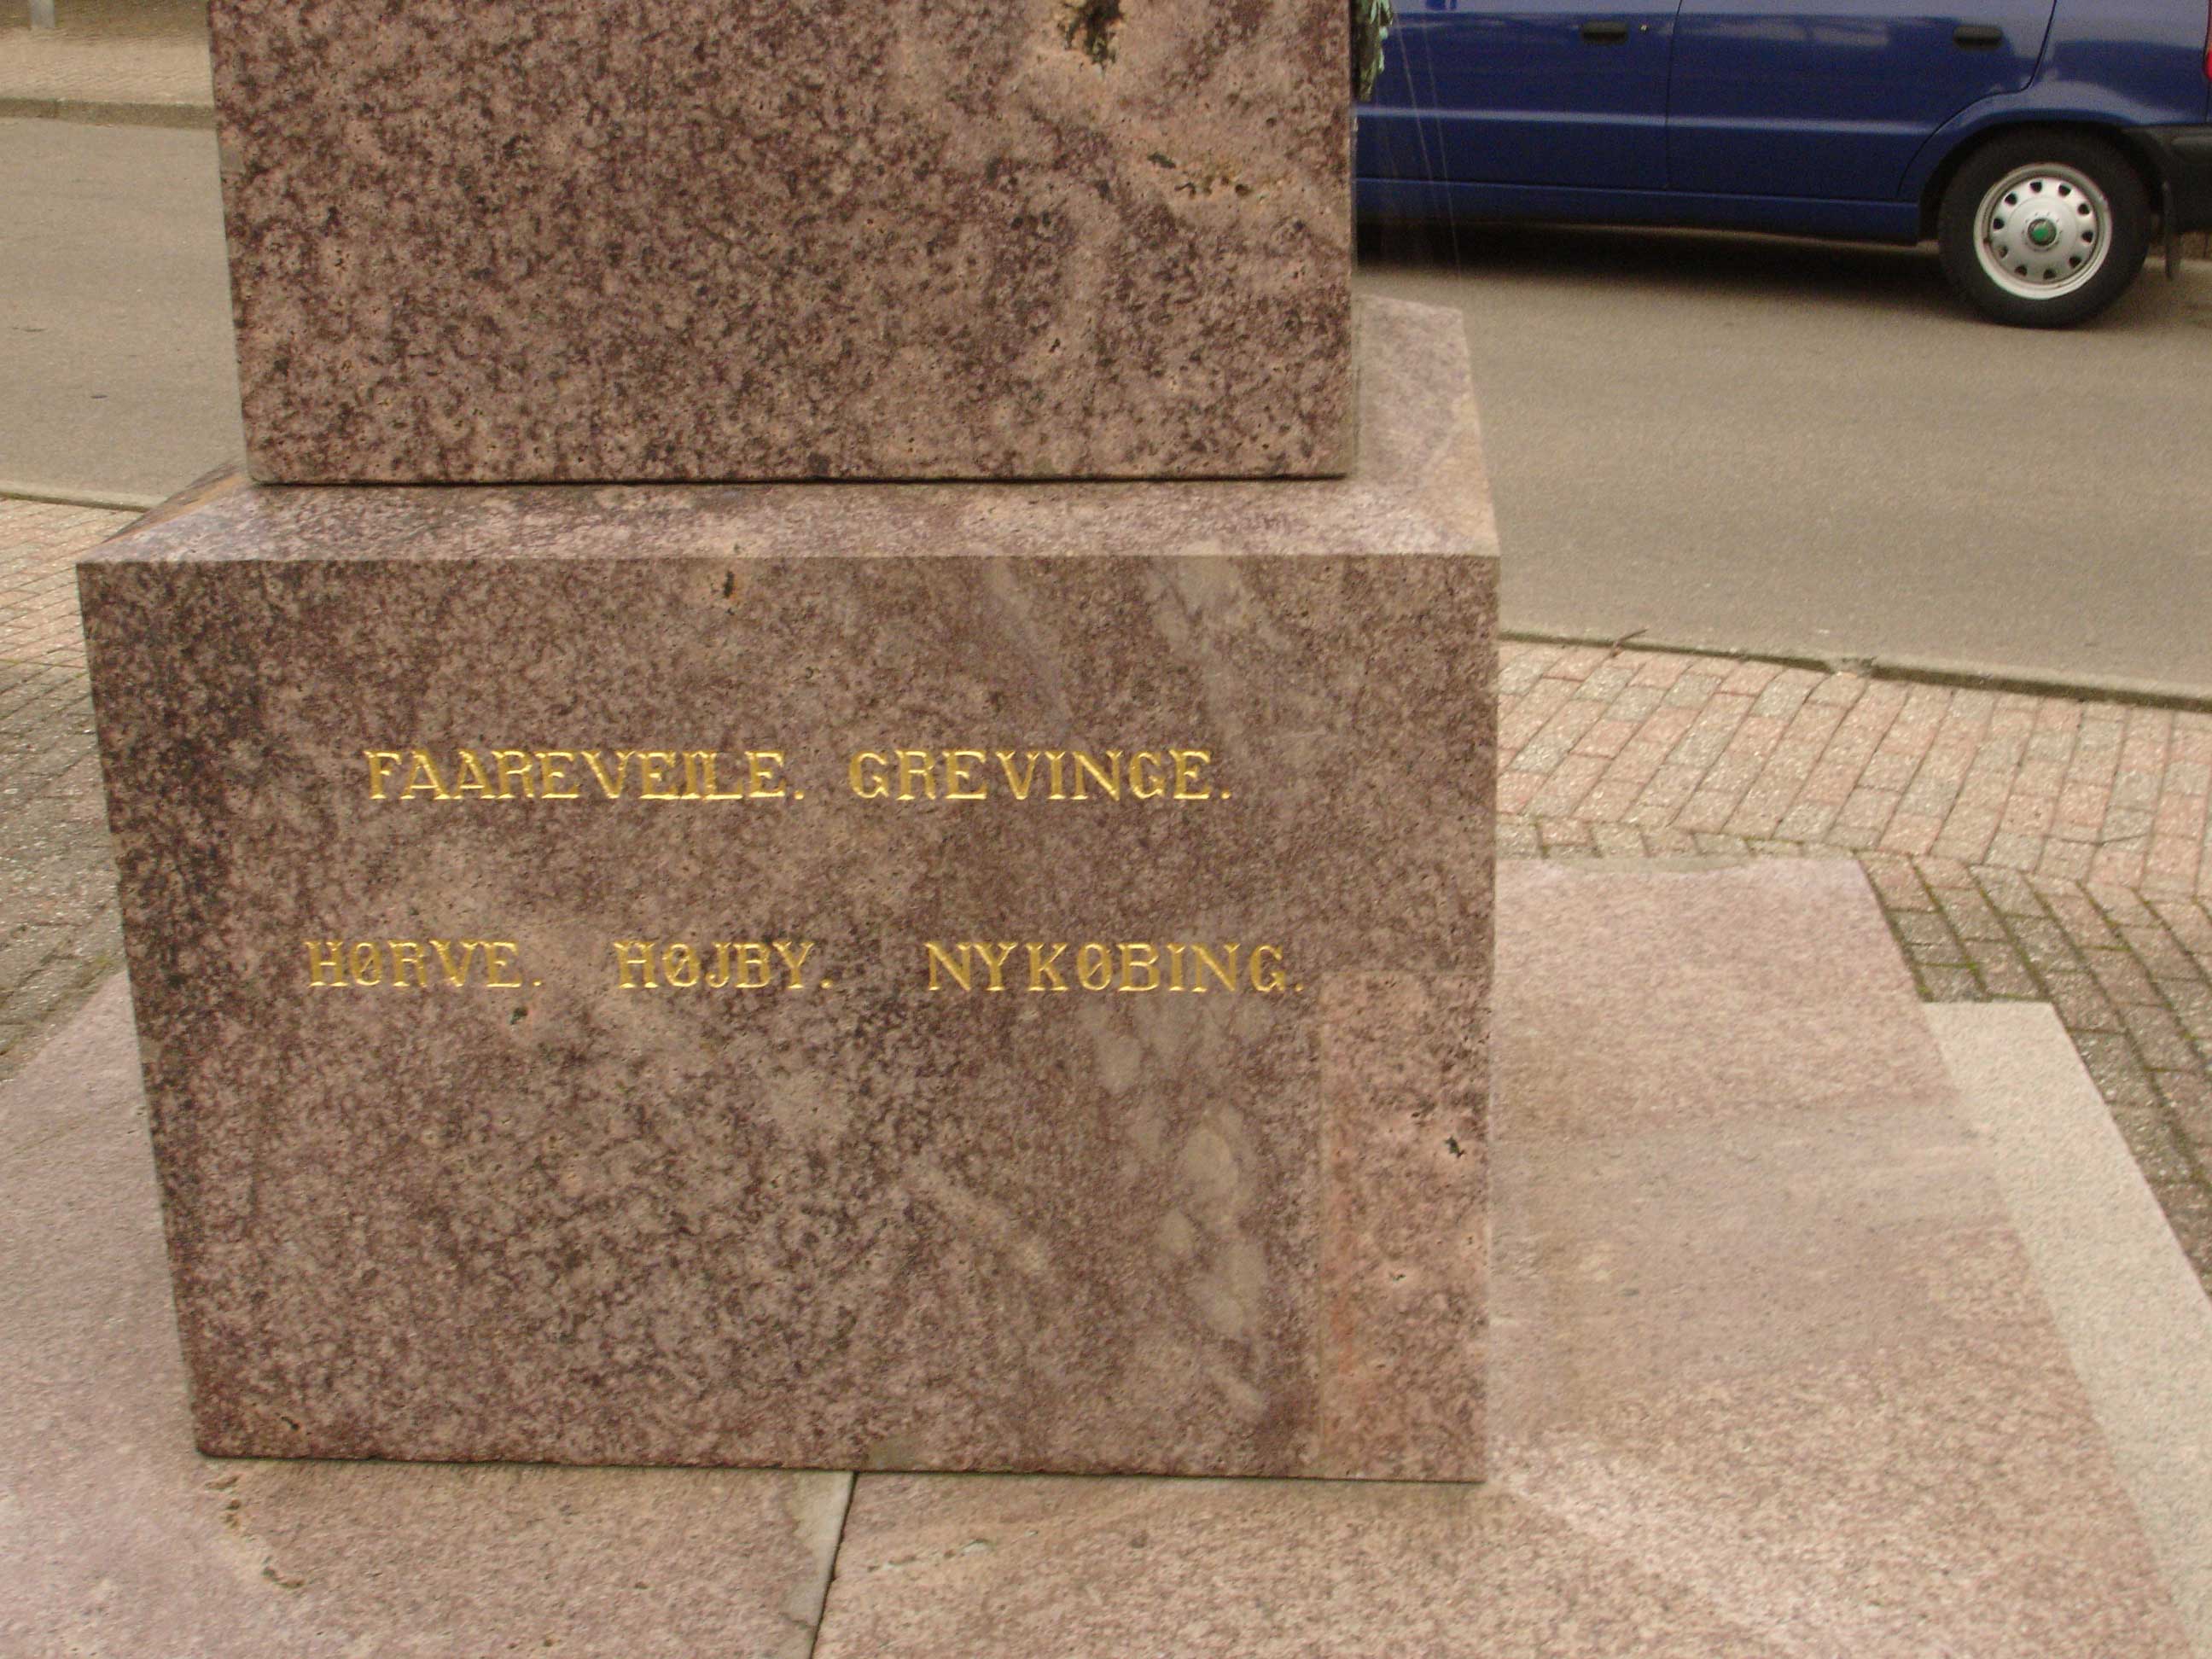 FAAREVEILE. GREVINGE.
HØRVE. HØJBY. NYKØBING.